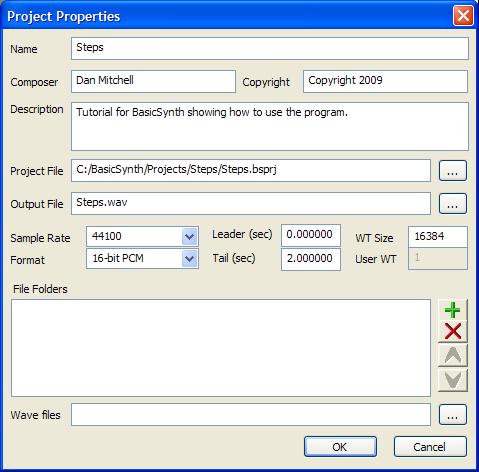 Project Properties
Name Steps
Composer Dan Mitchell Copyright Copyright 2009
Description Tutorial for BasicSynth showing how to use the program.
Project File C:/BasicSynth/Projects/Steps/Steps.bsprj ...
Output File Steps.wav ...
Sample Rate 44100 Leader (sec) 0.000000 WT Size 16384
Format 16-bit PCM Tail (sec) 2.000000 User WT 1
File Folders
Wave files ...
OK Cancel